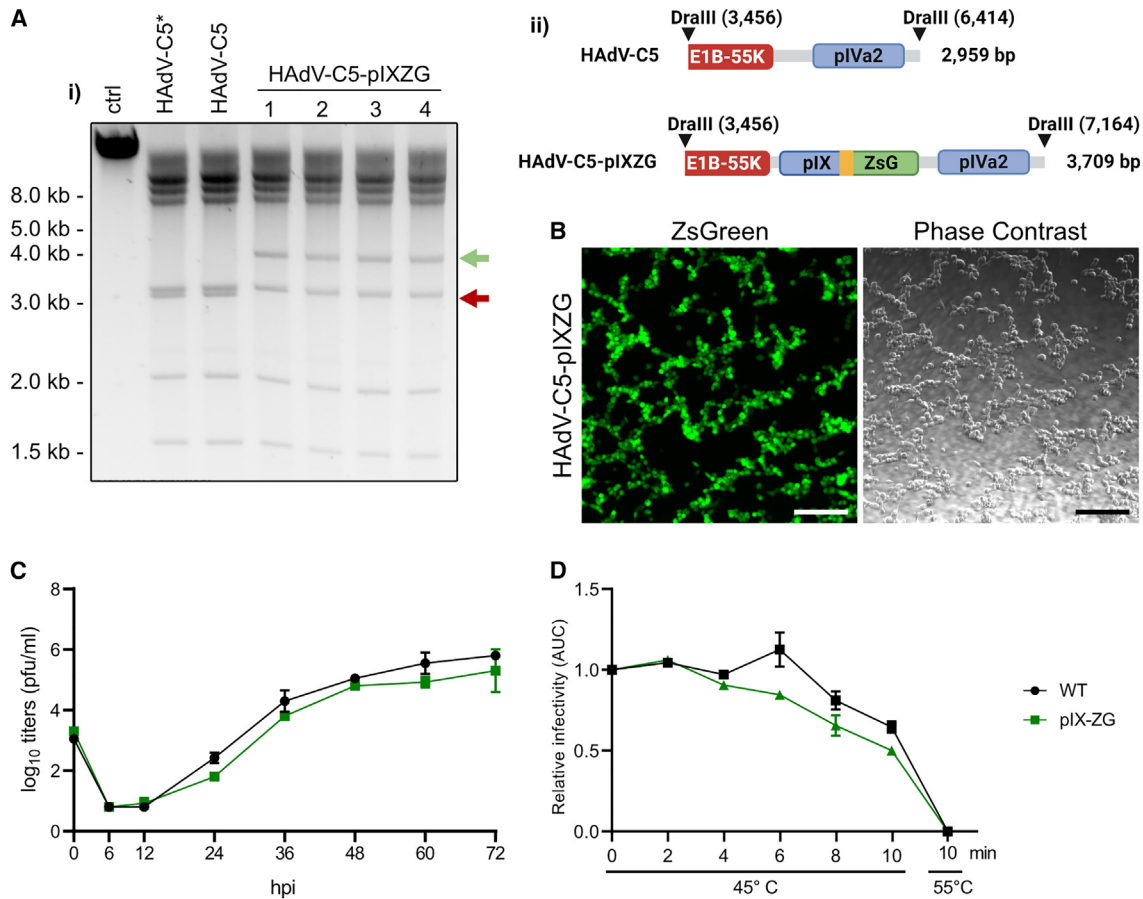 A
i)
ctrl
HAdV-C5*
HAdV-C5
HAdV-C5-pIXZG
1 2 3 4
8.0 kb -
5.0 kb -
4.0 kb -
3.0 kb -
2.0 kb -
1.5 kb -
ii)
DraIII (3,456) DraIII (6,414)
HAdV-C5 E1B-55K pIVa2 2,959 bp
DraIII (3,456) DraIII (7,164)
HAdV-C5-pIXZG E1B-55K pIX ZsG pIVa2 3,709 bp
B
ZsGreen Phase Contrast
HAdV-C5-pIXZG
C
log10 titers (pfu/ml)
8
6
4
2
0
0 6 12 24 36 48 60 72
hpi
D
Relative infectivity (AUC)
1.5
1.0
0.5
0.0
0 2 4 6 8 10 10 min
45° C 55°C
WT
pIX-ZG